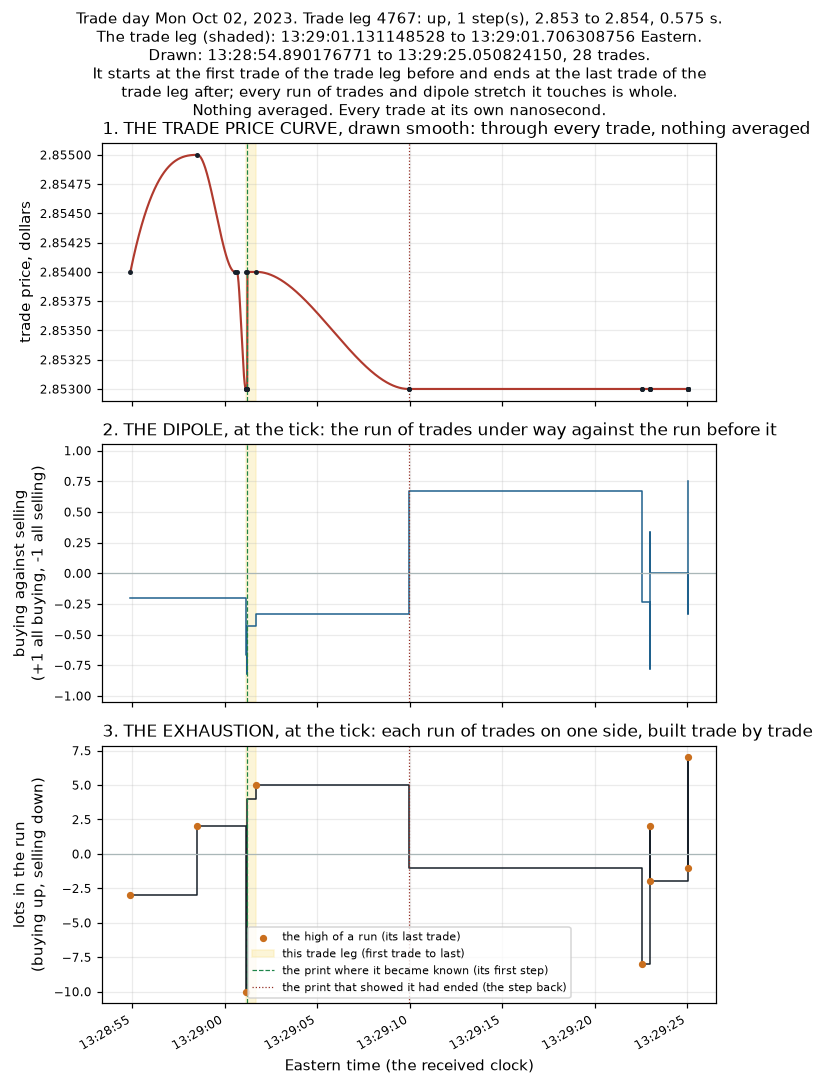 Trade day Mon Oct 02, 2023. Trade leg 4767: up, 1 step(s), 2.853 to 2.854, 0.575 s.
The trade leg (shaded): 13:29:01.131148528 to 13:29:01.706308756 Eastern.
Drawn: 13:28:54.890176771 to 13:29:25.050824150, 28 trades.
It starts at the first trade of the trade leg before and ends at the last trade of the
trade leg after; every run of trades and dipole stretch it touches is whole.
Nothing averaged. Every trade at its own nanosecond.
1. THE TRADE PRICE CURVE, drawn smooth: through every trade, nothing averaged
2.85500
2.85475
2.85450
2.85425
2.85400
2.85375
2.85350
2.85325
2.85300
trade price, dollars
2. THE DIPOLE, at the tick: the run of trades under way against the run before it
1.00
0.75
0.50
0.25
0.00
−0.25
−0.50
−0.75
−1.00
buying against selling
(+1 all buying, -1 all selling)
3. THE EXHAUSTION, at the tick: each run of trades on one side, built trade by trade
7.5
5.0
2.5
0.0
−2.5
−5.0
−7.5
−10.0
lots in the run
(buying up, selling down)
the high of a run (its last trade)
this trade leg (first trade to last)
the print where it became known (its first step)
the print that showed it had ended (the step back)
13:28:55
13:29:00
13:29:05
13:29:10
13:29:15
13:29:20
13:29:25
Eastern time (the received clock)